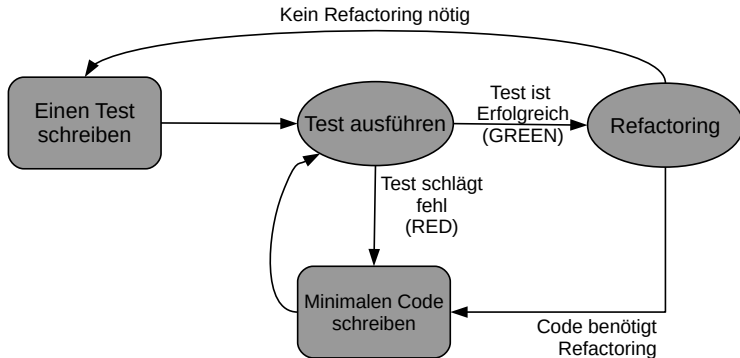 Kein Refactoring nötig
Einen Test
schreiben
Test ausführen
Test ist
Erfolgreich
(GREEN)
Refactoring
Test schlägt
fehl
(RED)
Minimalen Code
schreiben
Code benötigt
Refactoring